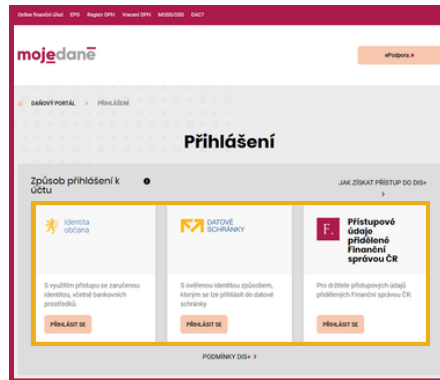 Online finanční úřad EPO Registr DPH Vracení DPH MOSS/OSS DAC7
mojedaně
ePodpora
DAŇOVÝ PORTÁL > PŘIHLÁŠENÍ
Přihlášení
Způsob přihlášení k účtu
JAK ZÍSKAT PŘÍSTUP DO DIS+ >
Identita
občana
S využitím přístupu se zaručenou
identitou, včetně bankovních
prostředků.
PŘIHLÁSIT SE
DATOVÉ
SCHRÁNKY
S ověřenou identitou způsobem,
kterým se lze přihlásit do datové
schránky.
PŘIHLÁSIT SE
F.
Přístupové
údaje
přidělené
Finanční
správou ČR
Pro držitele přístupových údajů
přidělených Finanční správou ČR.
PŘIHLÁSIT SE
PODMÍNKY DIS+ >